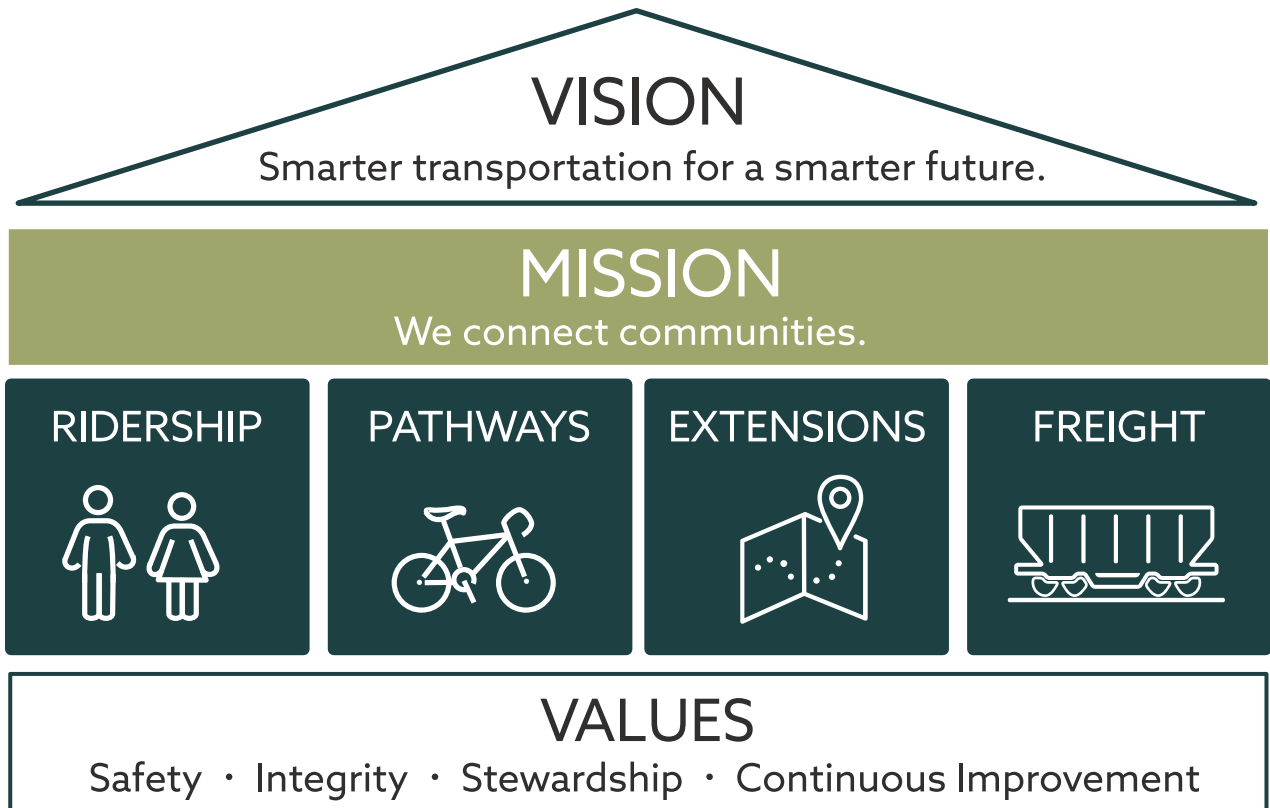 VISION
Smarter transportation for a smarter future.
MISSION
We connect communities.
RIDERSHIP
PATHWAYS
EXTENSIONS
FREIGHT
VALUES
Safety · Integrity · Stewardship · Continuous Improvement